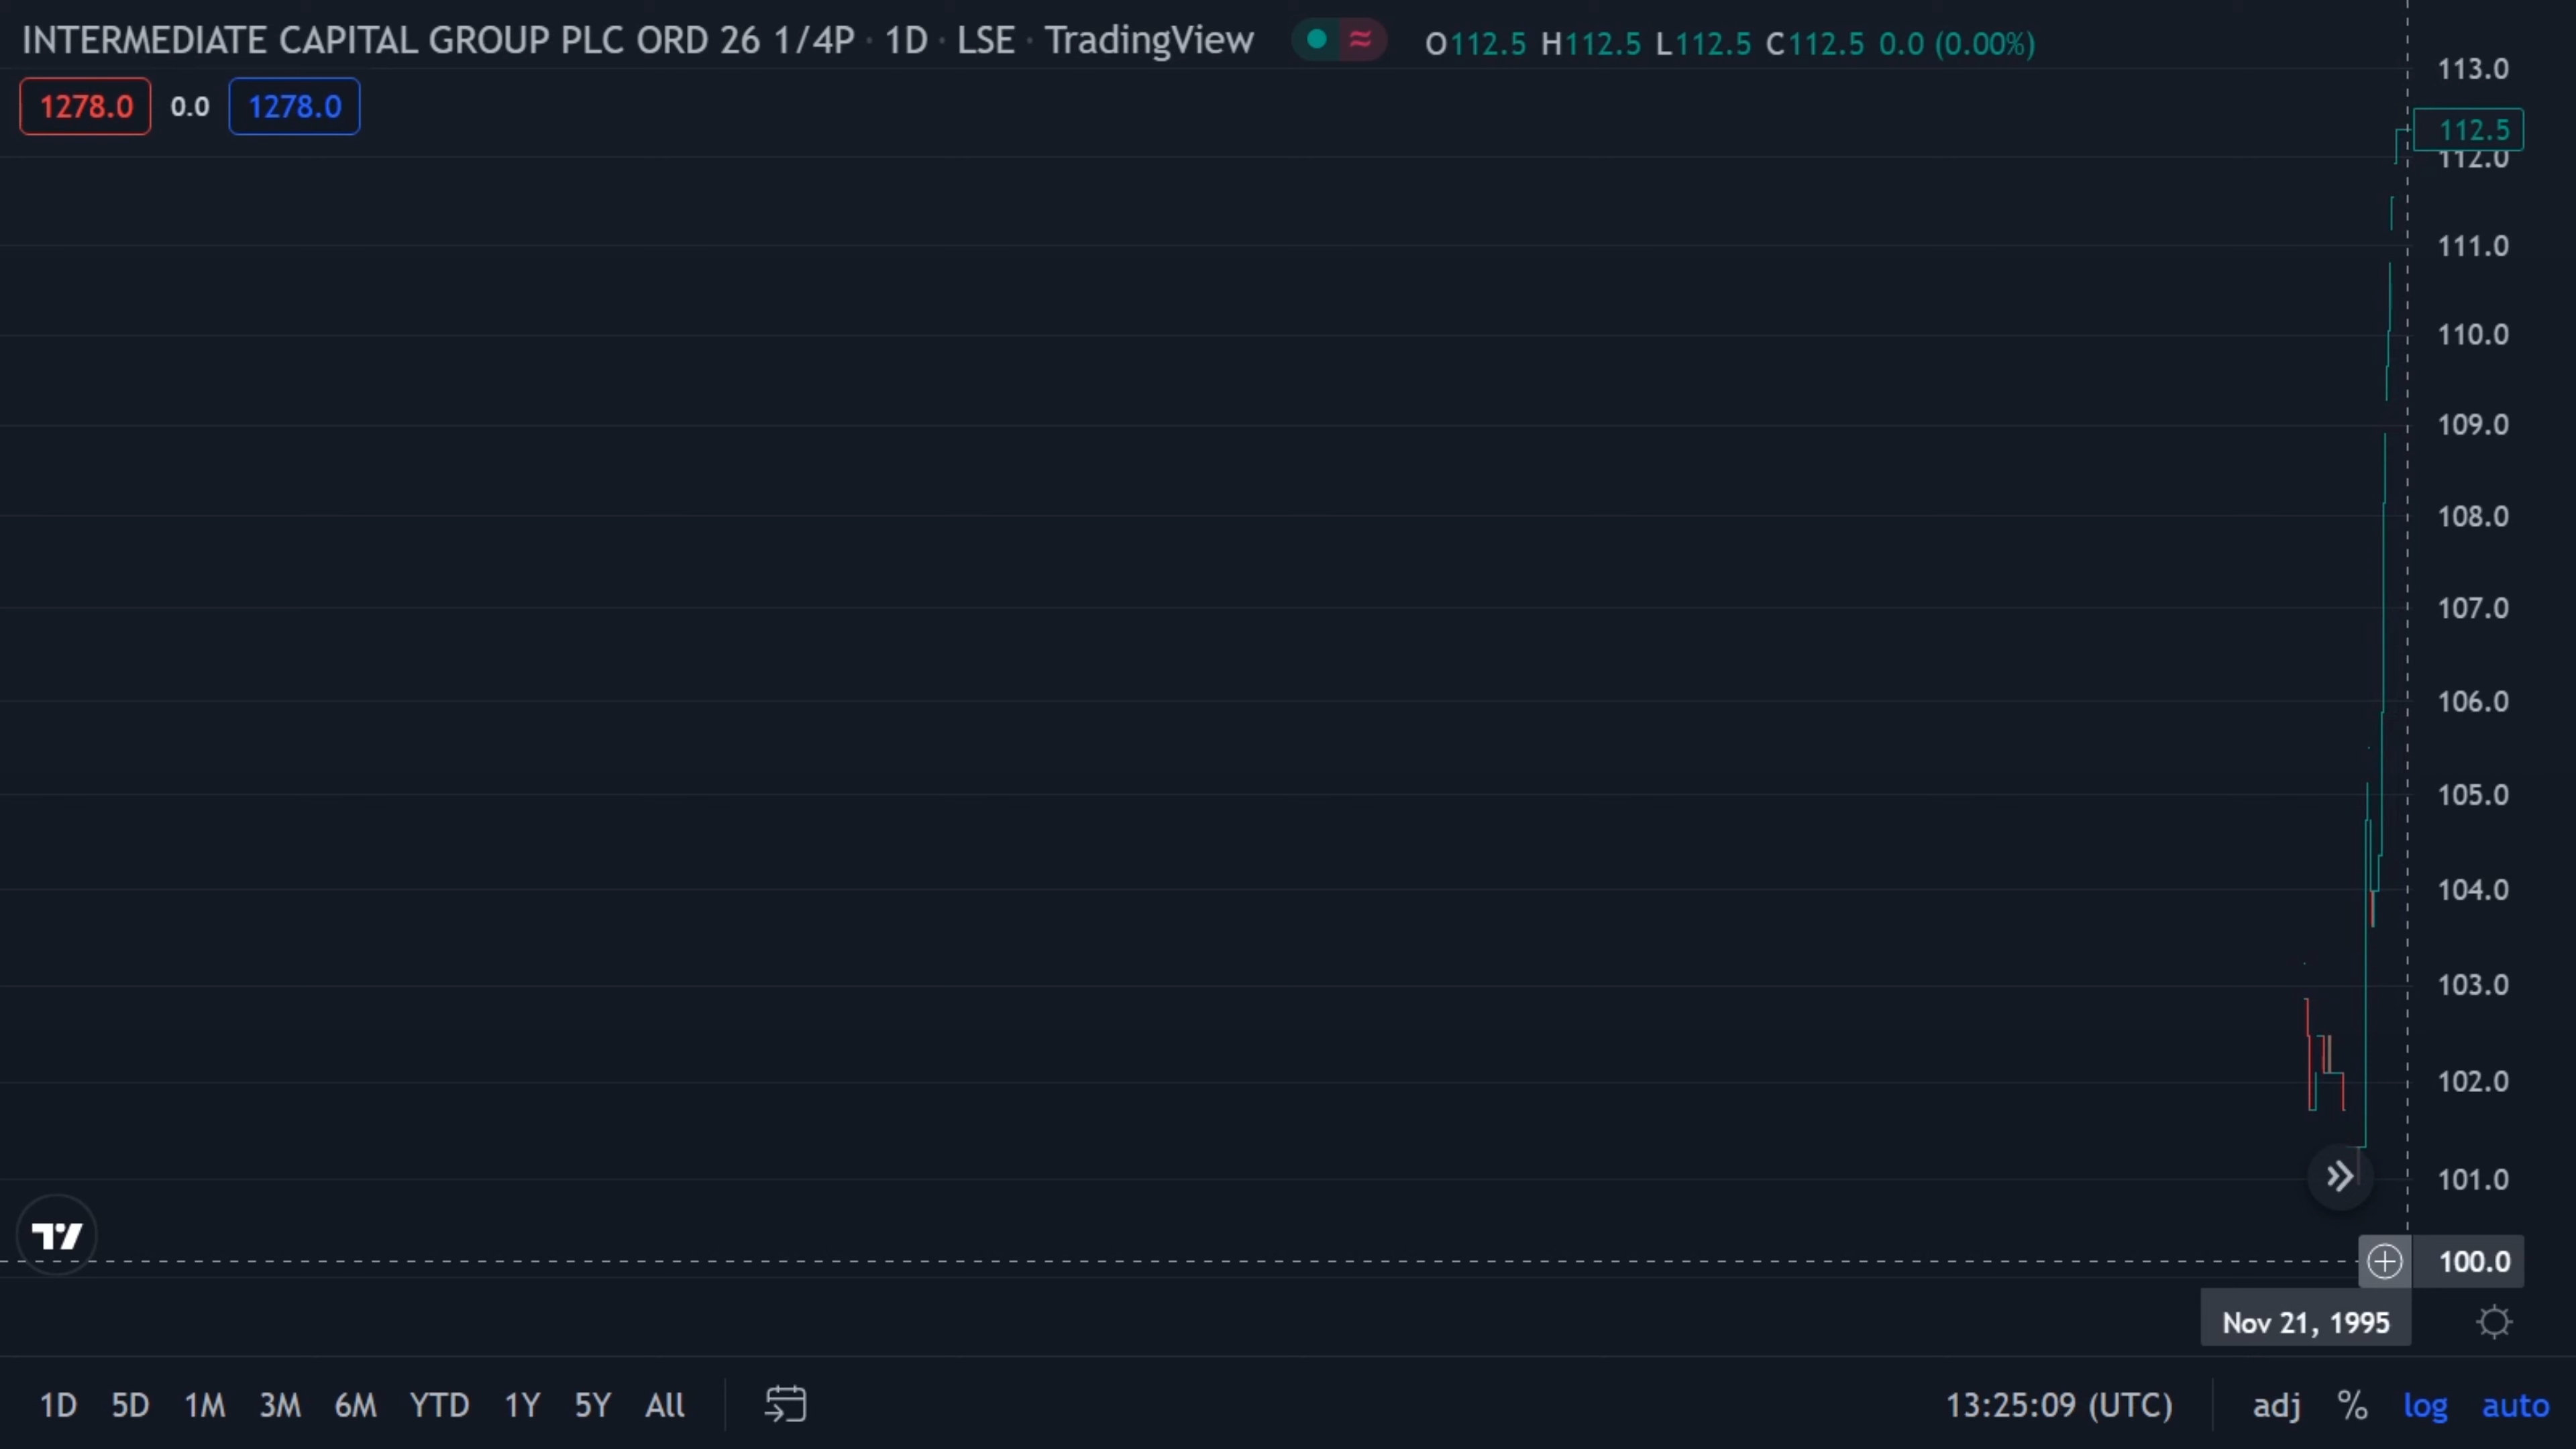 INTERMEDIATE CAPITAL GROUP PLC ORD 26 1/4P · 1D · LSE · TradingView
O112.5 H112.5 L112.5 C112.5 0.0 (0.00%)
1278.0 0.0 1278.0
113.0
112.5
112.0
111.0
110.0
109.0
108.0
107.0
106.0
105.0
104.0
103.0
102.0
101.0
100.0
Nov 21, 1995
1D 5D 1M 3M 6M YTD 1Y 5Y All
13:25:09 (UTC) adj % log auto